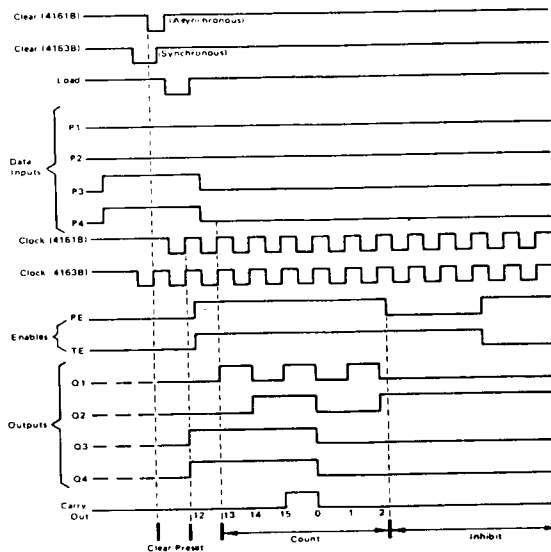 Clear (4161B)
(Asynchronous)
Clear (4163B)
(Synchronous)
Load
Data Inputs
P1
P2
P3
P4
Clock (4161B)
Clock 4163B)
Enables
PE
TE
Outputs
Q1
Q2
Q3
Q4
Carry Out
12 13 14 15 0 1 2
Clear Preset
Count
Inhibit